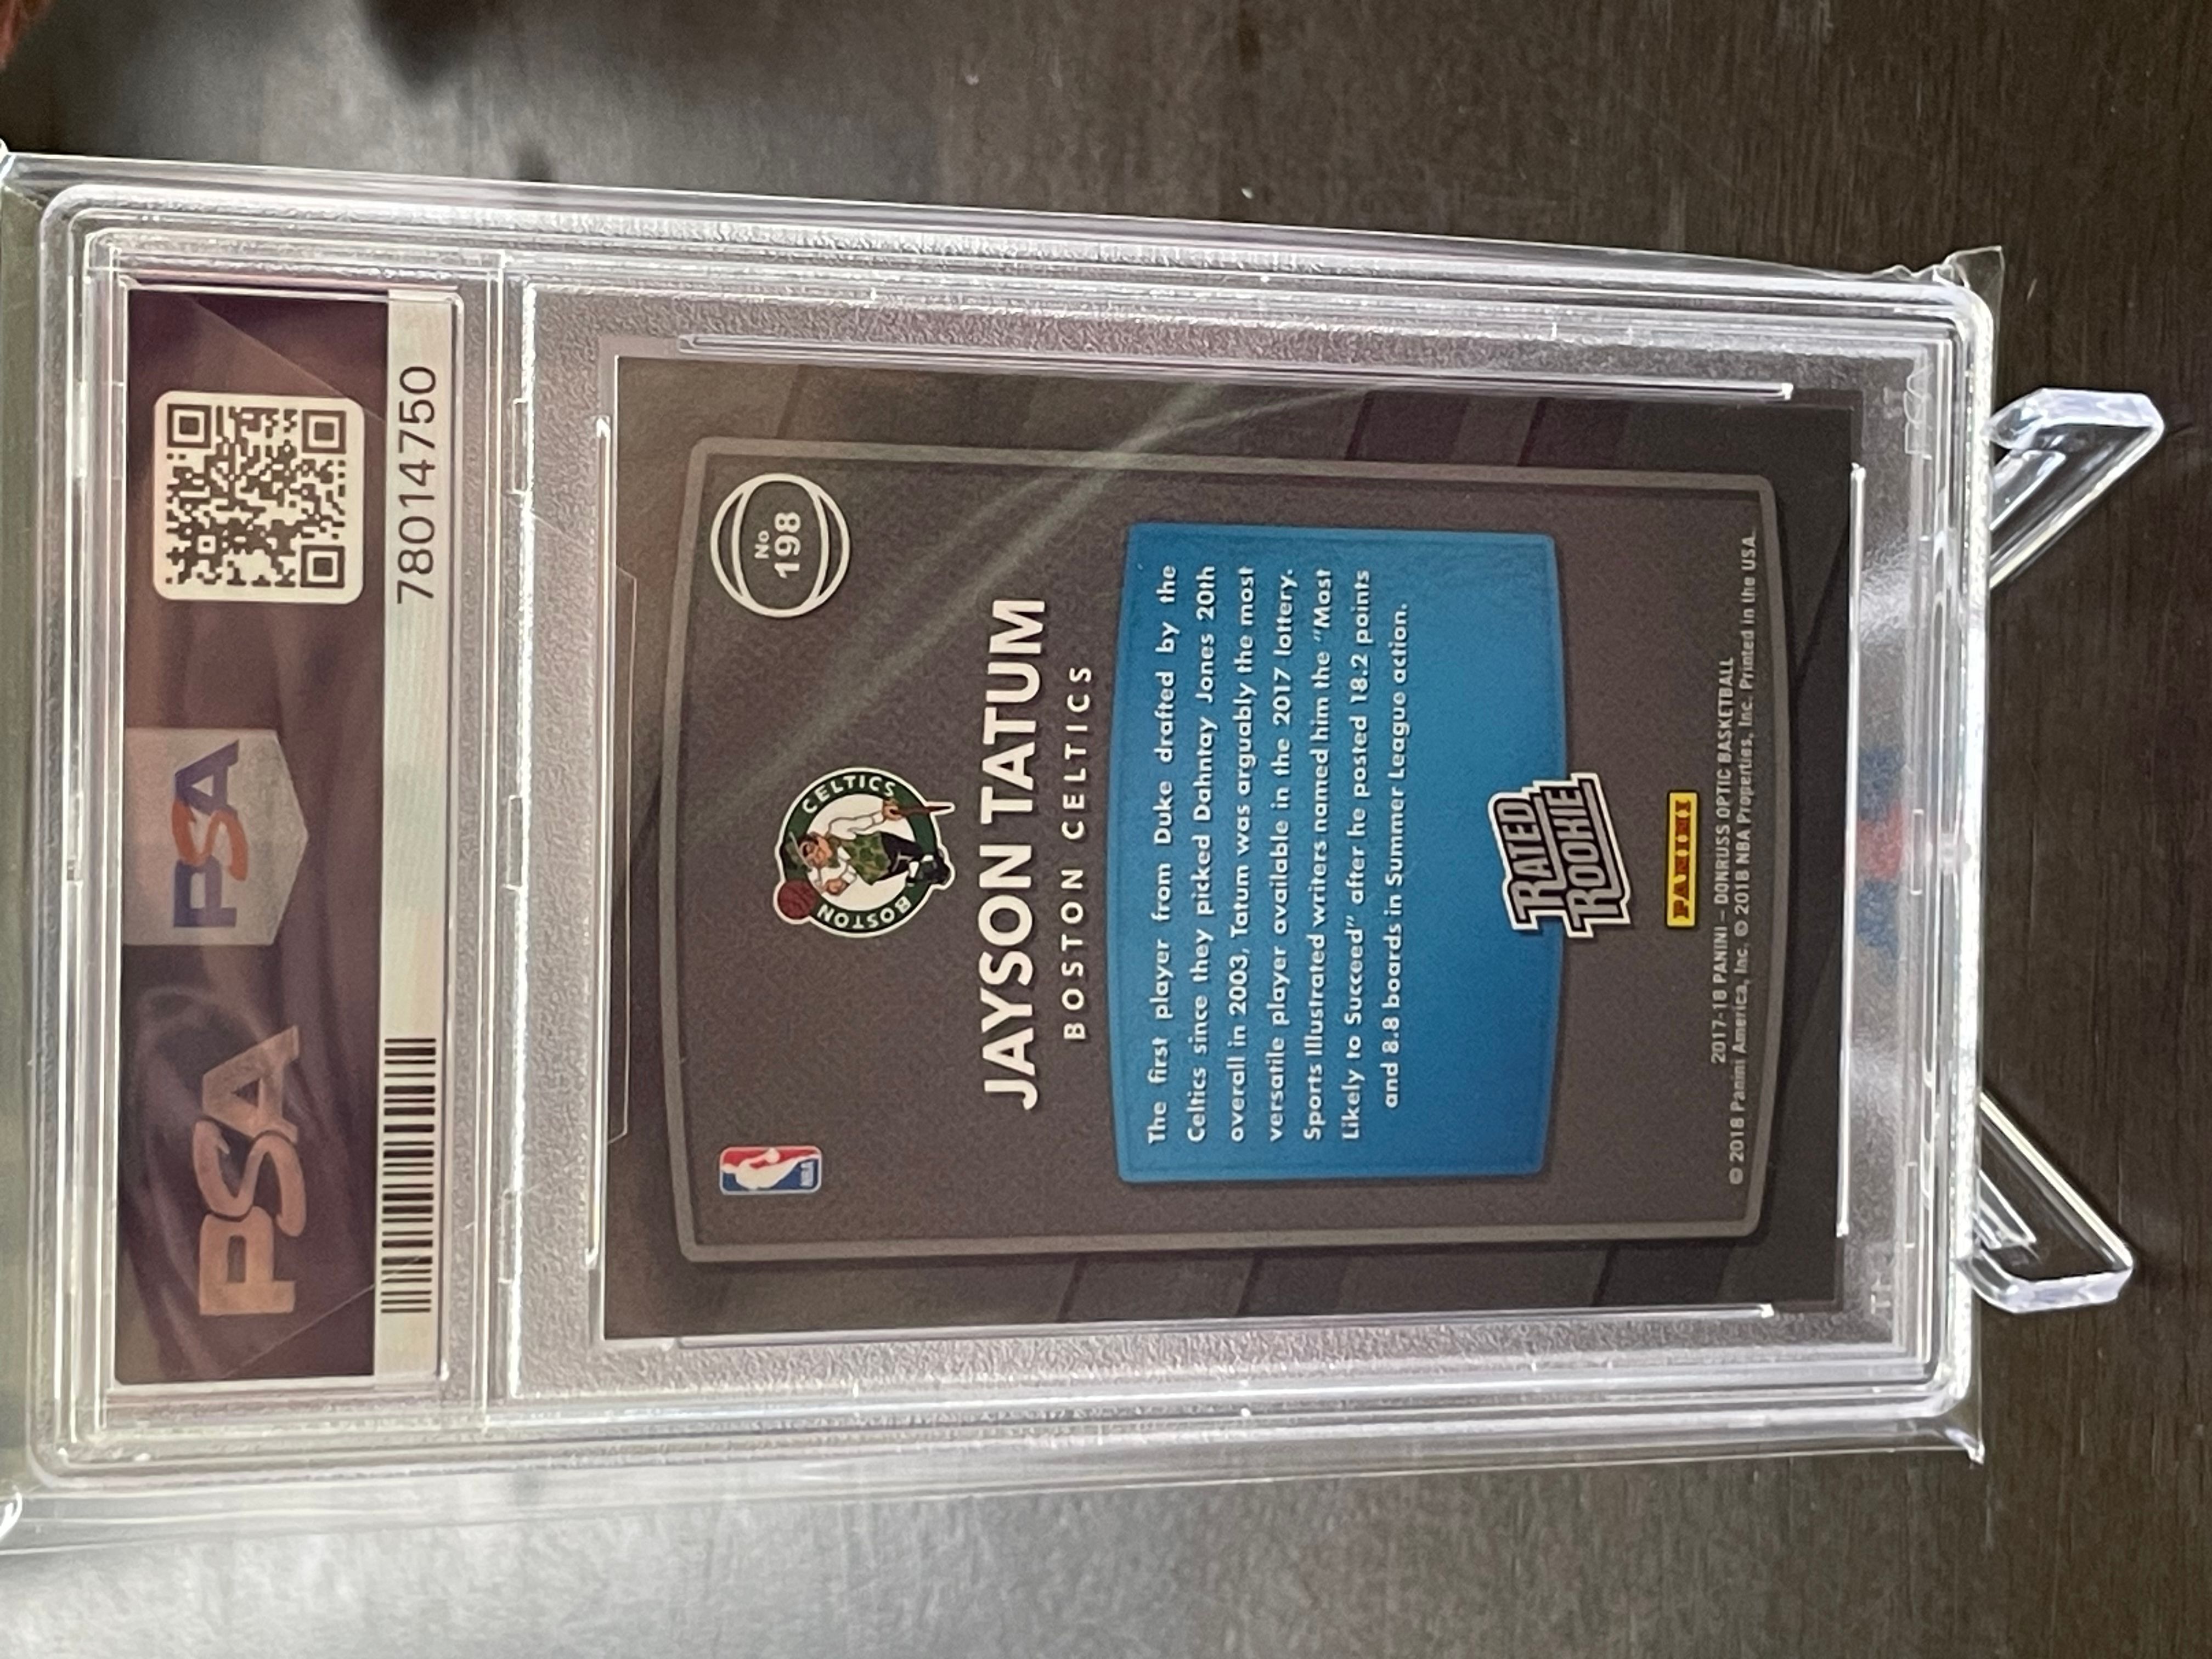 PSA
PSA
78014750
No
198
BOSTON CELTICS
JAYSON TATUM
BOSTON CELTICS
The first player from Duke drafted by the
Celtics since they picked Dahntay Jones 20th
overall in 2003, Tatum was arguably the most
versatile player available in the 2017 lottery.
Sports Illustrated writers named him the "Most
Likely to Succeed" after he posted 18.2 points
and 8.8 boards in Summer League action.
RATED
ROOKIE
PANINI
2017-18 PANINI – DONRUSS OPTIC BASKETBALL
© 2018 Panini America, Inc. © 2018 NBA Properties, Inc. Printed in the USA.